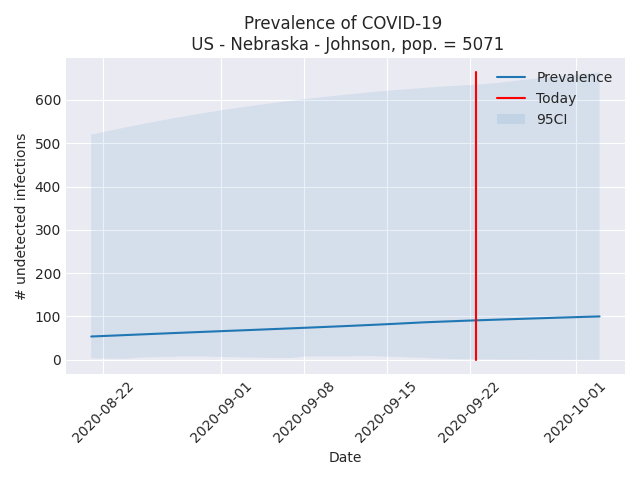 Prevalence of COVID-19
US - Nebraska - Johnson, pop. = 5071
Prevalence
Today
95CI
# undetected infections
600
500
400
300
200
100
0
2020-08-22
2020-09-01
2020-09-08
2020-09-15
2020-09-22
2020-10-01
Date